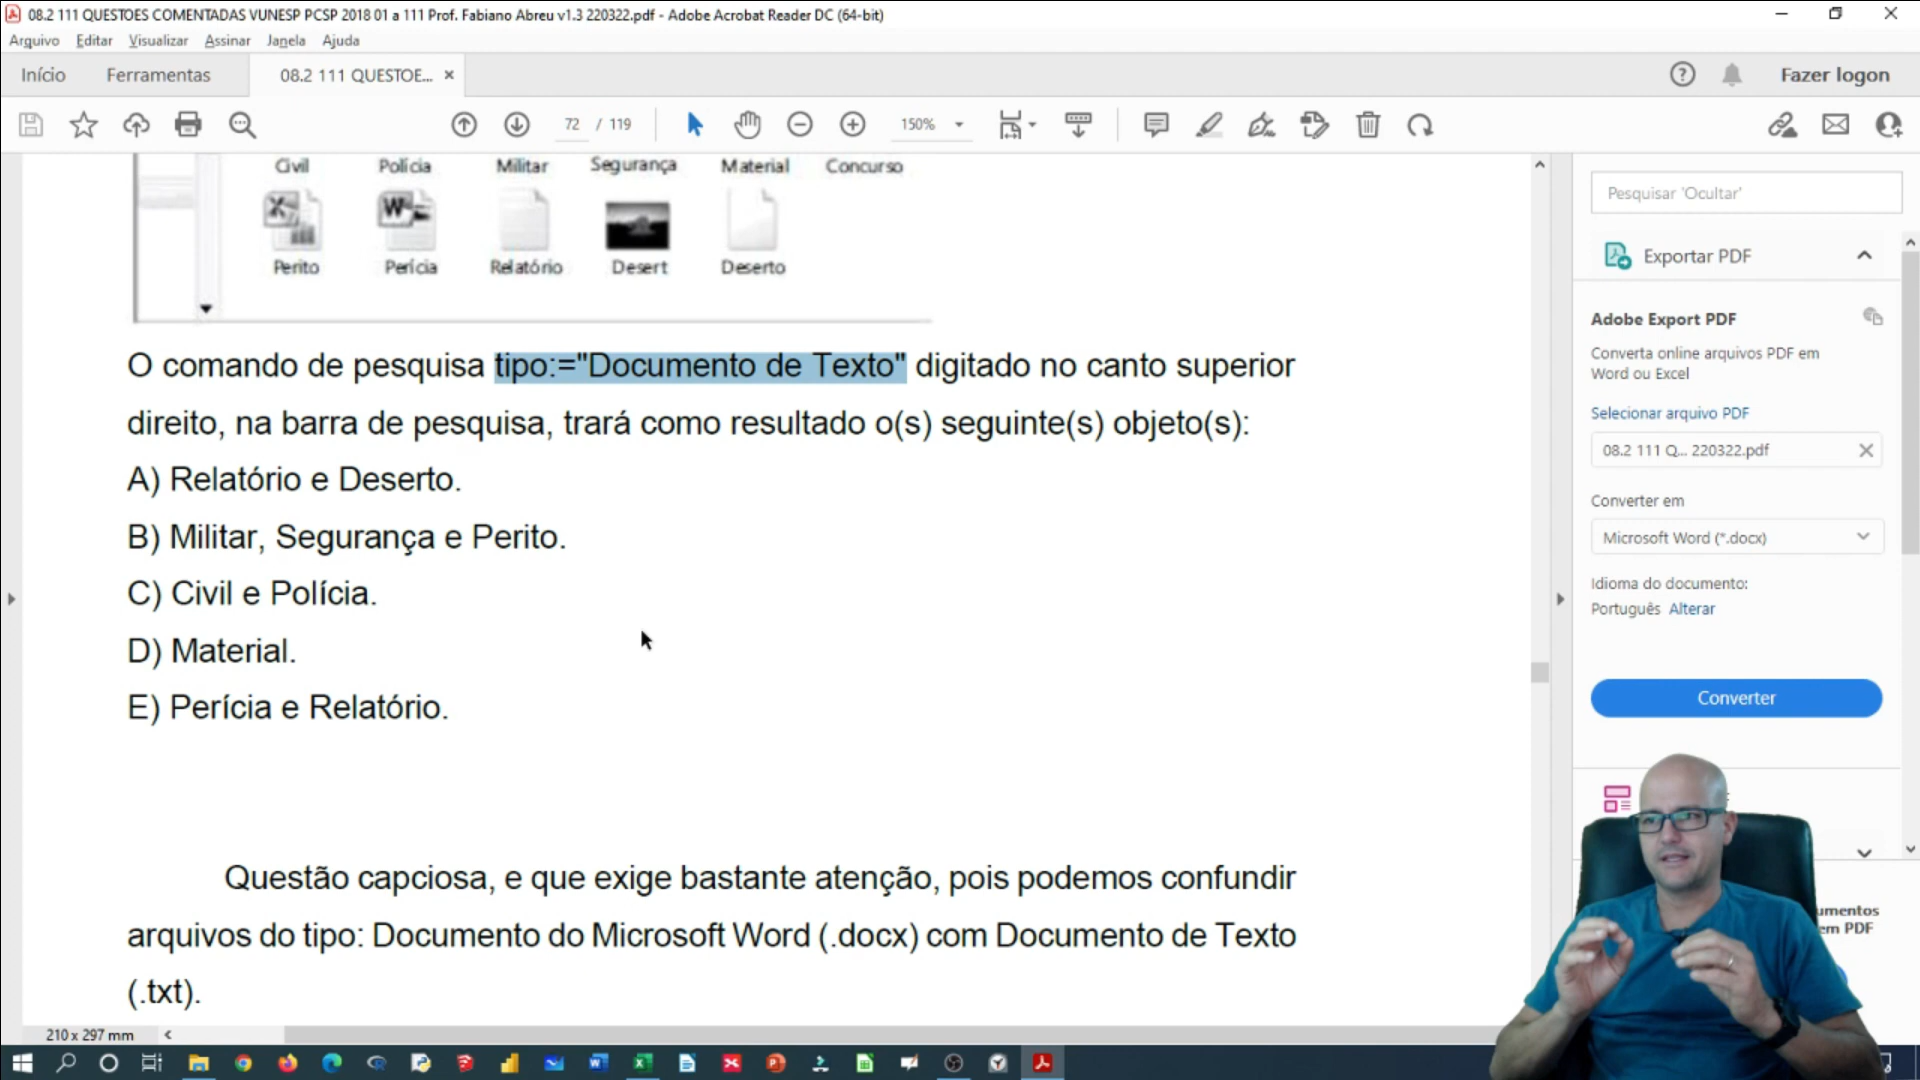 08.2 111 QUESTOES COMENTADAS VUNESP PCSP 2018 01 a 111 Prof. Fabiano Abreu v1.3 220322.pdf - Adobe Acrobat Reader DC (64-bit)
Arquivo Editar Visualizar Assinar Janela Ajuda
Início Ferramentas 08.2 111 QUESTOE... × Fazer logon
72 / 119 150%
Civil Polícia Militar Segurança Material Concurso
Perito Perícia Relatório Desert Deserto
O comando de pesquisa tipo:="Documento de Texto" digitado no canto superior
direito, na barra de pesquisa, trará como resultado o(s) seguinte(s) objeto(s):
A) Relatório e Deserto.
B) Militar, Segurança e Perito.
C) Civil e Polícia.
D) Material.
E) Perícia e Relatório.
Questão capciosa, e que exige bastante atenção, pois podemos confundir
arquivos do tipo: Documento do Microsoft Word (.docx) com Documento de Texto
(.txt).
210 x 297 mm
Pesquisar 'Ocultar'
Exportar PDF
Adobe Export PDF
Converta online arquivos PDF em
Word ou Excel
Selecionar arquivo PDF
08.2 111 Q... 220322.pdf
Converter em
Microsoft Word (*.docx)
Idioma do documento:
Português Alterar
Converter
umentos
em PDF